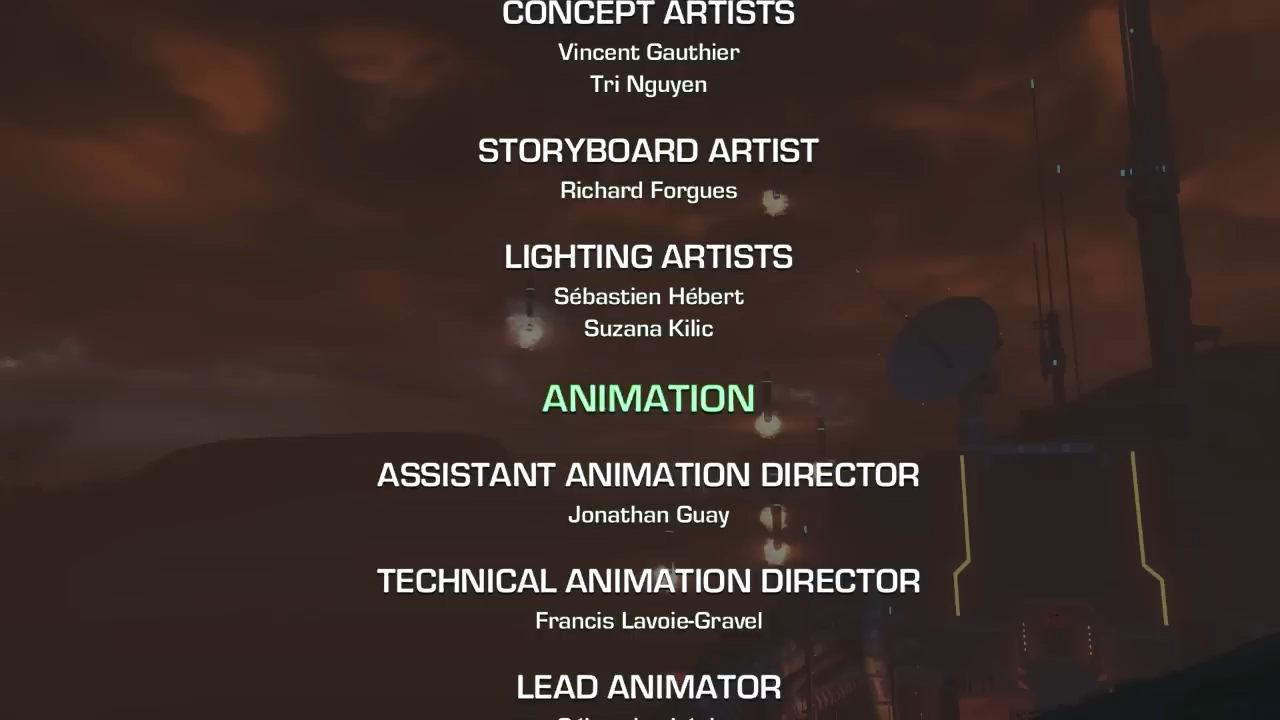 CONCEPT ARTISTS
Vincent Gauthier
Tri Nguyen
STORYBOARD ARTIST
Richard Forgues
LIGHTING ARTISTS
Sébastien Hébert
Suzana Kilic
ANIMATION
ASSISTANT ANIMATION DIRECTOR
Jonathan Guay
TECHNICAL ANIMATION DIRECTOR
Francis Lavoie-Gravel
LEAD ANIMATOR